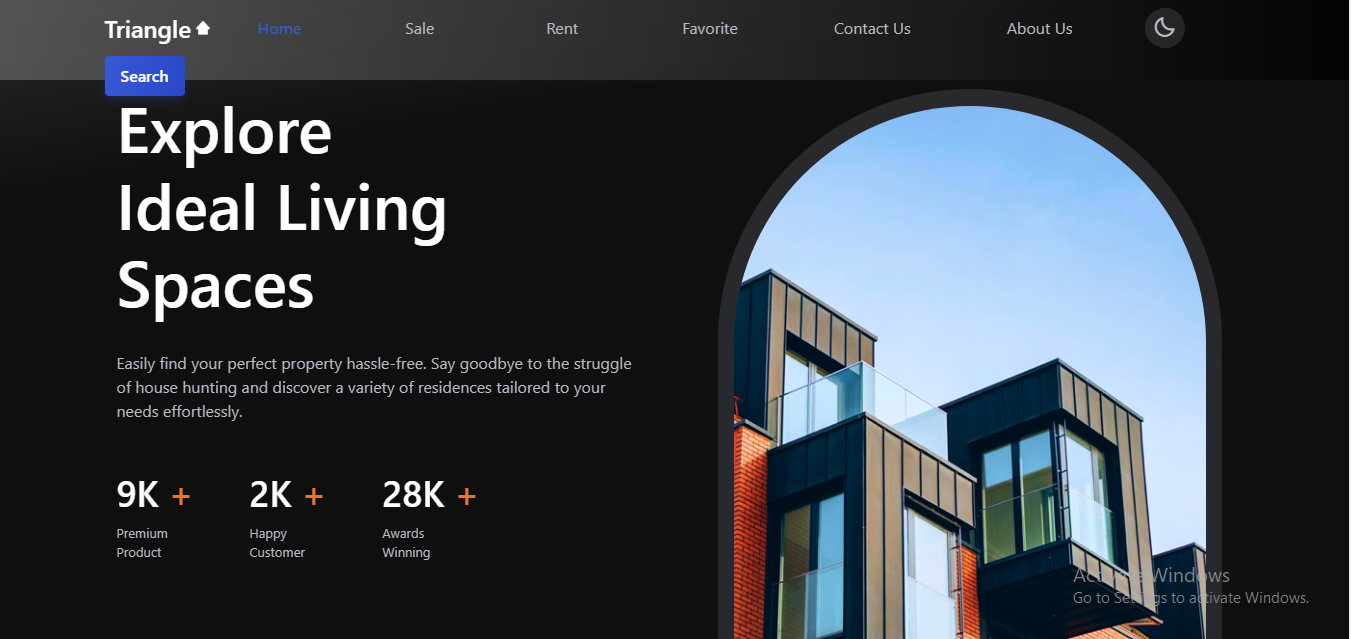 Triangle
Home
Sale
Rent
Favorite
Contact Us
About Us
Search
Explore
Ideal Living
Spaces
Easily find your perfect property hassle-free. Say goodbye to the struggle
of house hunting and discover a variety of residences tailored to your
needs effortlessly.
9K +
2K +
28K +
Premium
Product
Happy
Customer
Awards
Winning
Activate Windows
Go to Settings to activate Windows.